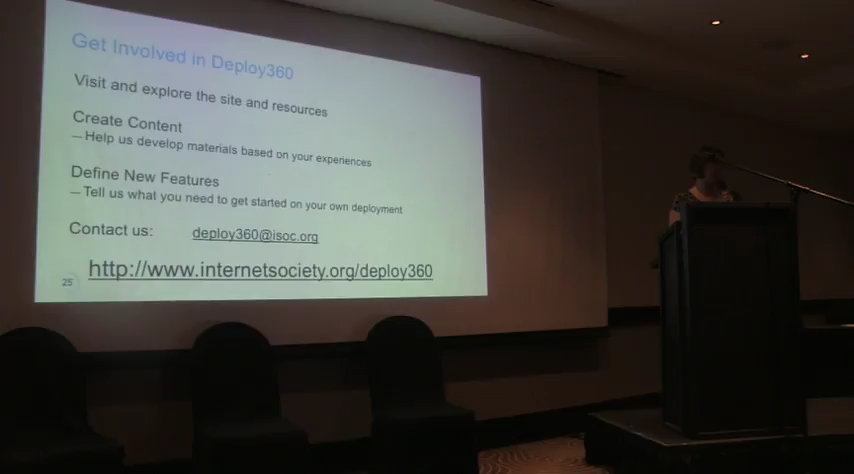 Get Involved in Deploy360
Visit and explore the site and resources
Create Content
— Help us develop materials based on your experiences
Define New Features
— Tell us what you need to get started on your own deployment
Contact us: deploy360@isoc.org
http://www.internetsociety.org/deploy360
25